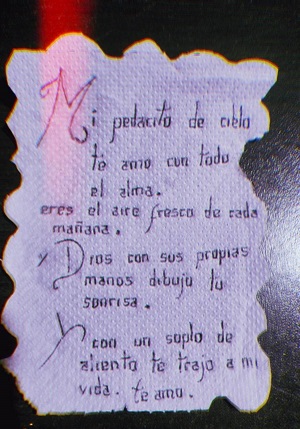 Mi pedacito de cielo
te amo con todo
el alma.
eres el aire fresco de cada
mañana.
y Dios con sus propias
manos dibujo tu
sonrisa.
Y con un soplo de
aliento te trajo a mi
vida. te amo.